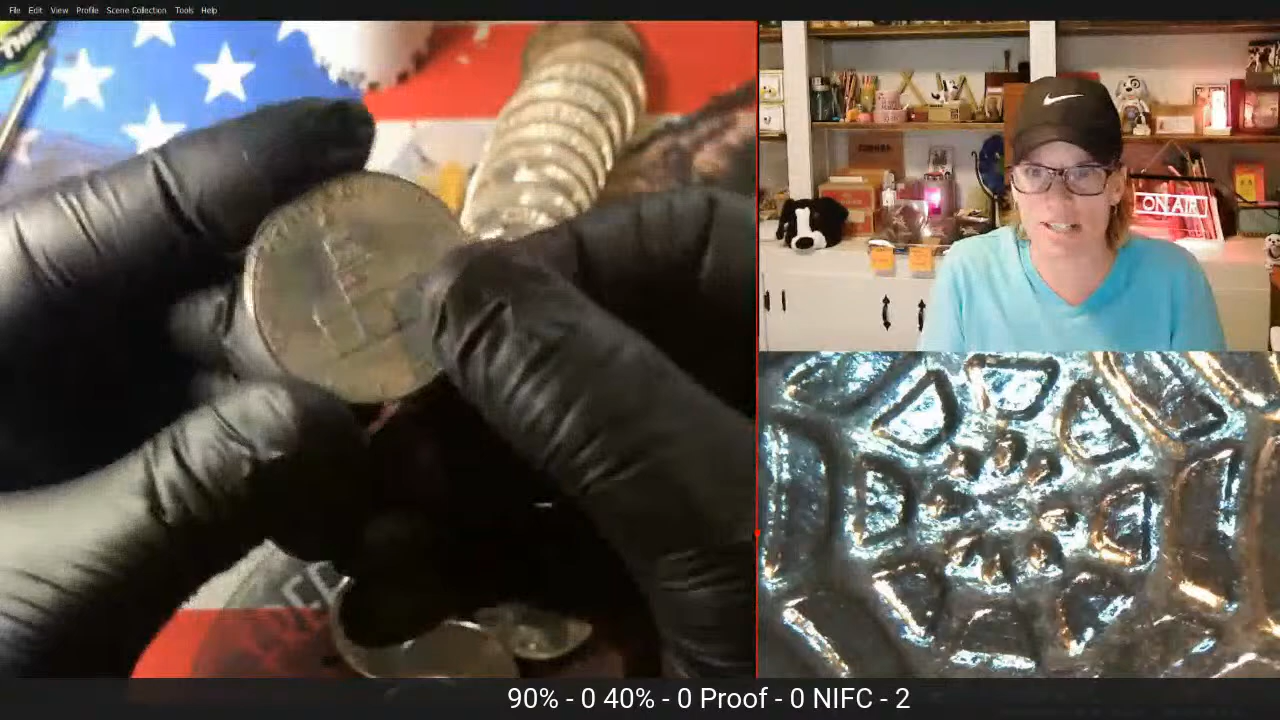 File Edit View Profile Scene Collection Tools Help
ON AIR
90% - 0 40% - 0 Proof - 0 NIFC - 2